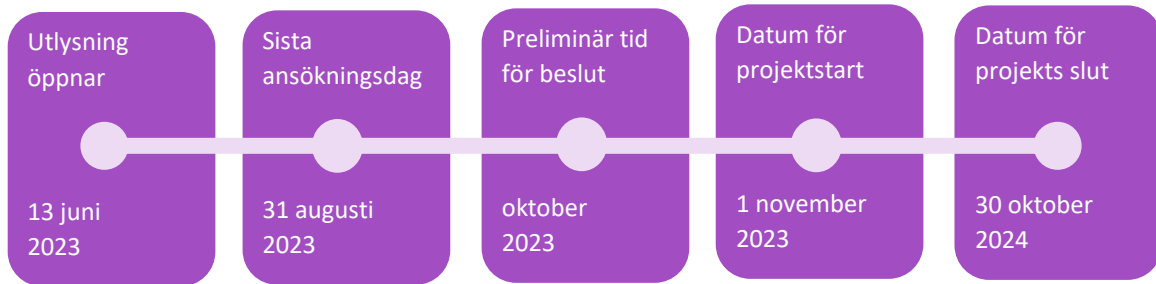 Utlysning
öppnar
13 juni
2023
Sista
ansökningsdag
31 augusti
2023
Preliminär tid
för beslut
oktober
2023
Datum för
projektstart
1 november
2023
Datum för
projekts slut
30 oktober
2024